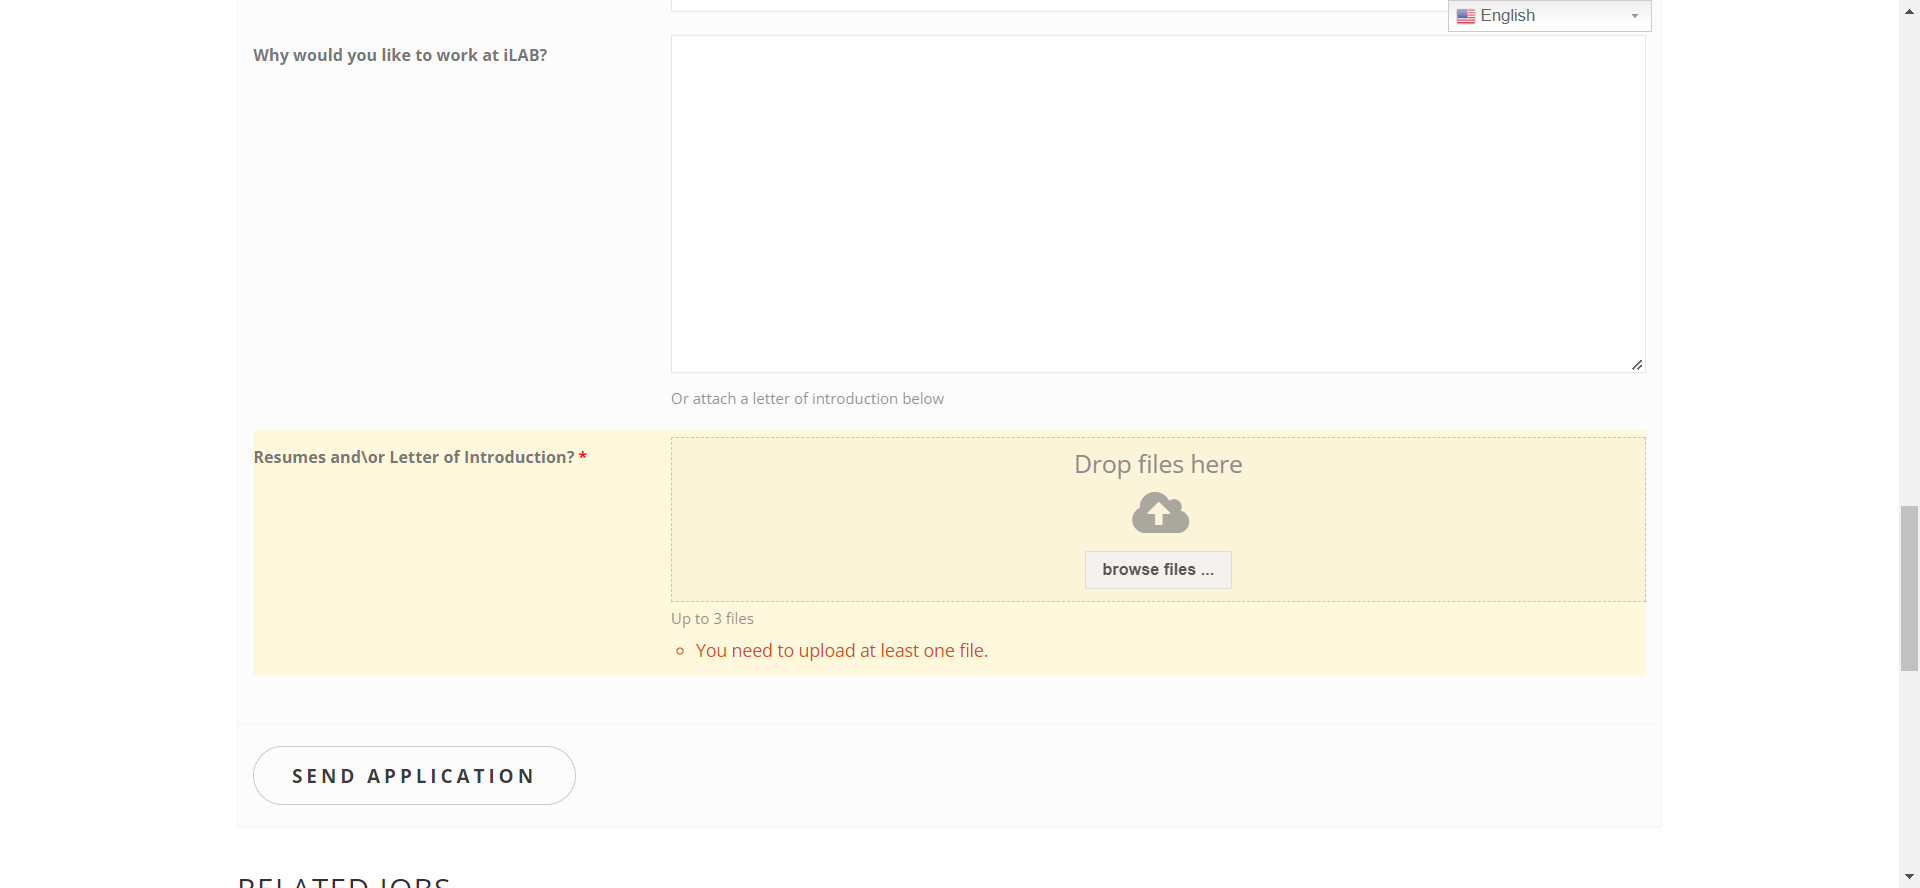 English
Why would you like to work at iLAB?
Or attach a letter of introduction below
Resumes and\or Letter of Introduction? *
Drop files here
browse files ...
Up to 3 files
You need to upload at least one file.
SEND APPLICATION
RELATED JOBS